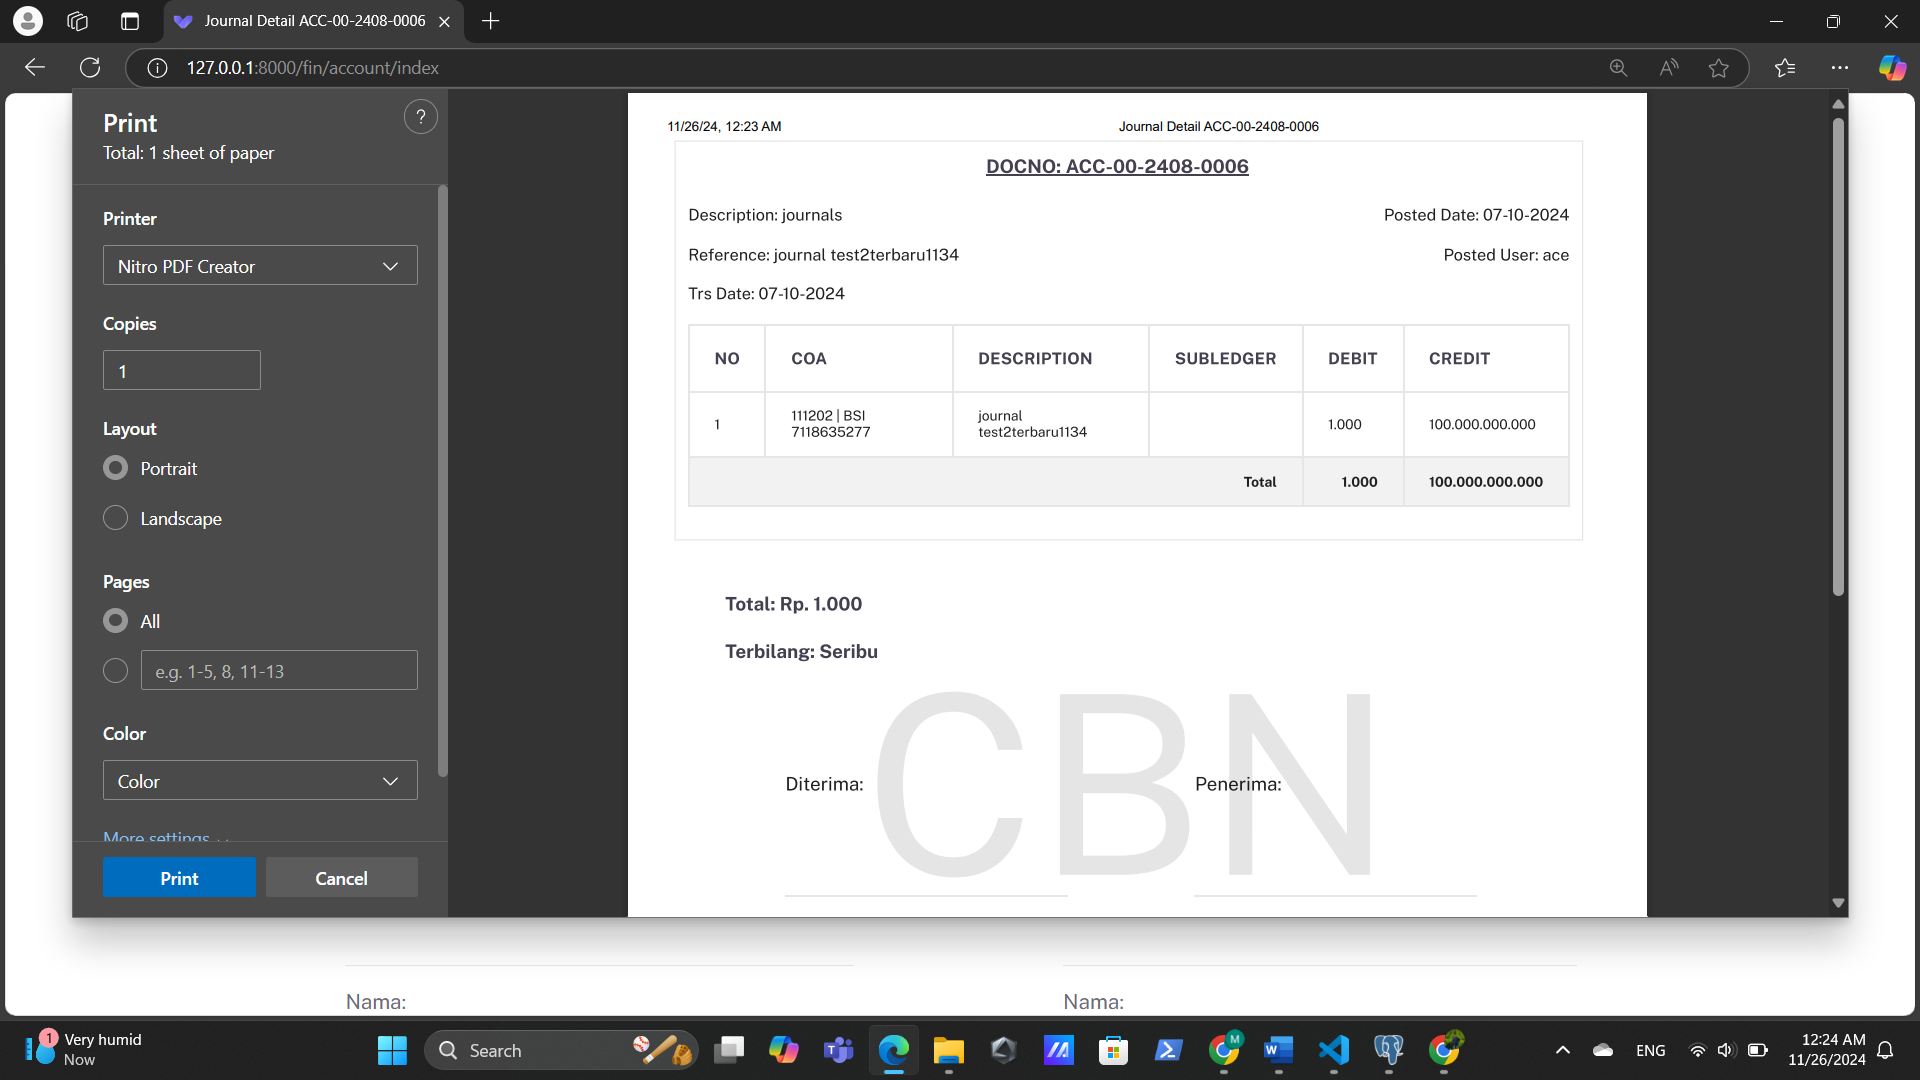 Journal Detail ACC-00-2408-0006
127.0.0.1:8000/fin/account/index
Print
?
Total: 1 sheet of paper
Printer
Nitro PDF Creator
Copies
1
Layout
Portrait
Landscape
Pages
All
e.g. 1-5, 8, 11-13
Color
Color
More settings
Print
Cancel
11/26/24, 12:23 AM
Journal Detail ACC-00-2408-0006
DOCNO: ACC-00-2408-0006
Description: journals
Posted Date: 07-10-2024
Reference: journal test2terbaru1134
Posted User: ace
Trs Date: 07-10-2024
NO COA DESCRIPTION SUBLEDGER DEBIT CREDIT
1 111202 | BSI 7118635277 journal test2terbaru1134 1.000 100.000.000.000
Total 1.000 100.000.000.000
Total: Rp. 1.000
Terbilang: Seribu
CBN
Diterima:
Penerima:
Nama:
Nama:
1
Very humid
Now
Search
M
ENG
12:24 AM
11/26/2024